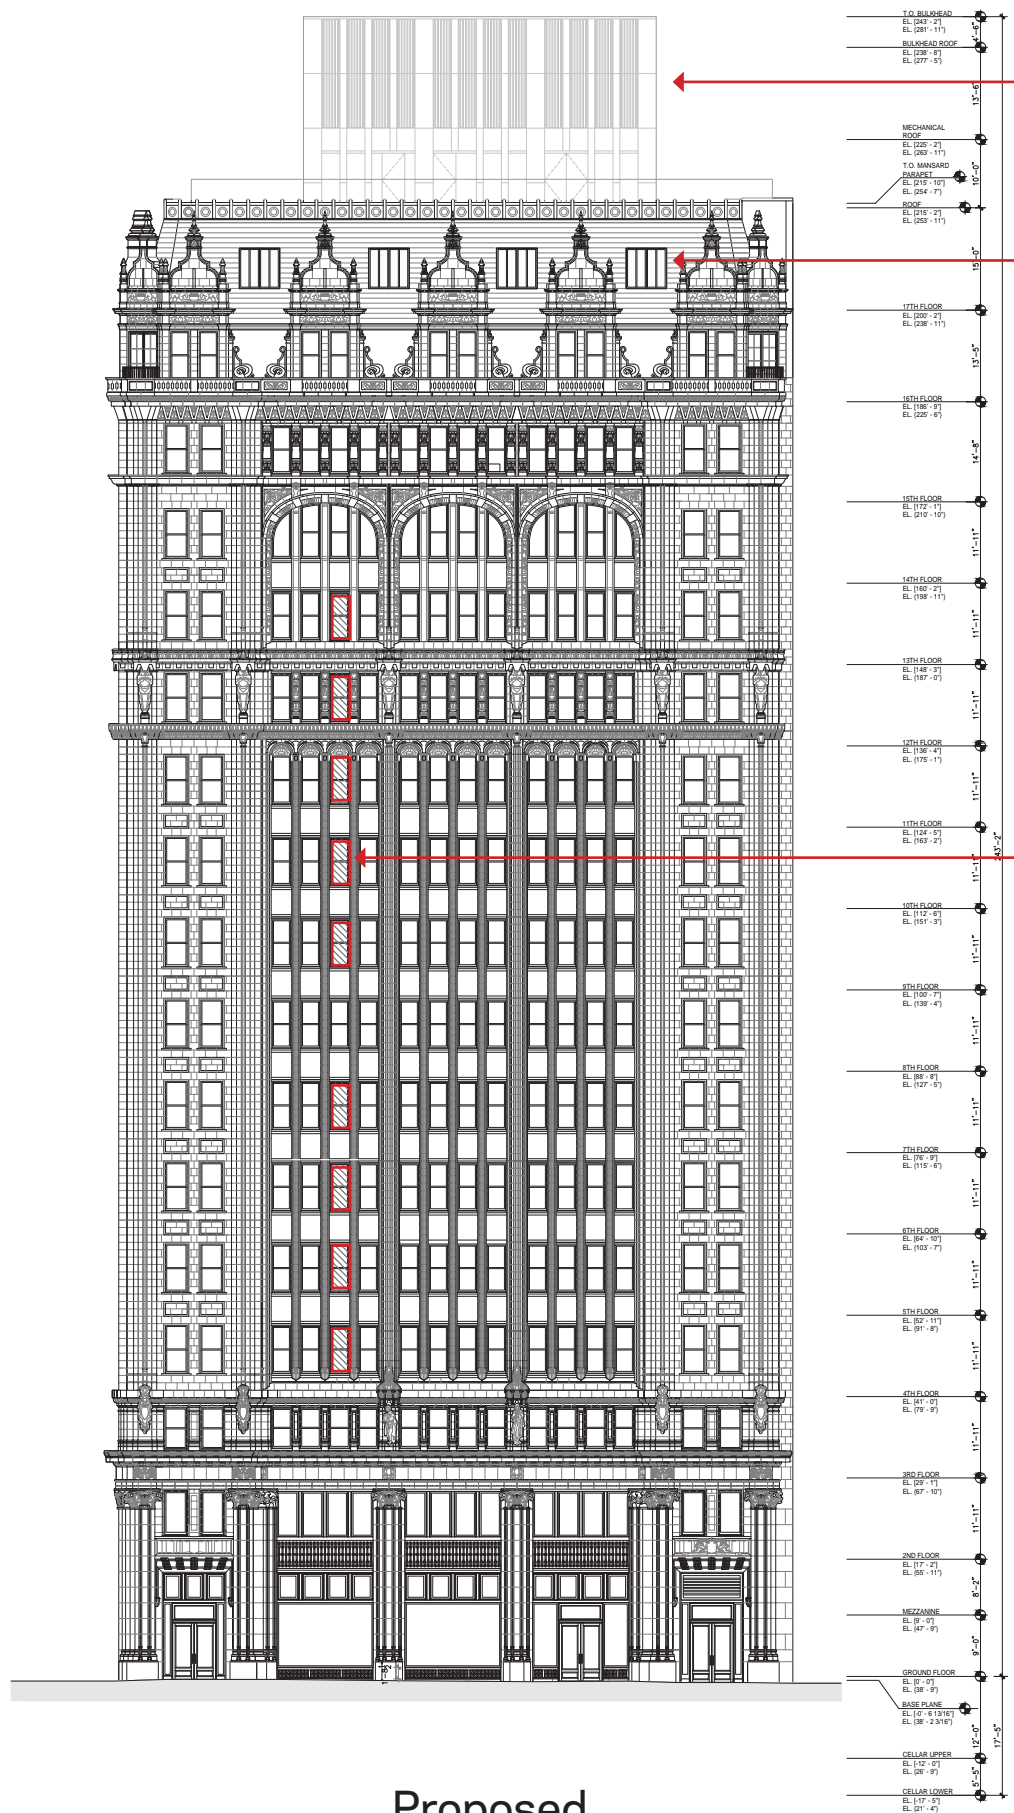 T.O. BULKHEAD
EL. [243' - 2"]
EL. (281' - 11")
4'-6"
BULKHEAD ROOF
EL. [238' - 8"]
EL. (277' - 5")
13'-6"
MECHANICAL
ROOF
EL. [225' - 2"]
EL. (263' - 11")
T.O. MANSARD
PARAPET
EL. [215' - 10"]
EL. (254' - 7")
10'-0"
ROOF
EL. [215' - 2"]
EL. (253' - 11")
15'-0"
17TH FLOOR
EL. [200' - 2"]
EL. (238' - 11")
13'-5"
16TH FLOOR
EL. [186' - 9"]
EL. (225' - 6")
14'-8"
15TH FLOOR
EL. [172' - 1"]
EL. (210' - 10")
11'-11"
14TH FLOOR
EL. [160' - 2"]
EL. (198' - 11")
11'-11"
13TH FLOOR
EL. [148' - 3"]
EL. (187' - 0")
11'-11"
12TH FLOOR
EL. [136' - 4"]
EL. (175' - 1")
11'-11"
11TH FLOOR
EL. [124' - 5"]
EL. (163' - 2")
243'-2"
11'-11"
10TH FLOOR
EL. [112' - 6"]
EL. (151' - 3")
11'-11"
9TH FLOOR
EL. [100' - 7"]
EL. (139' - 4")
11'-11"
8TH FLOOR
EL. [88' - 8"]
EL. (127' - 5")
11'-11"
7TH FLOOR
EL. [76' - 9"]
EL. (115' - 6")
11'-11"
6TH FLOOR
EL. [64' - 10"]
EL. (103' - 7")
11'-11"
5TH FLOOR
EL. [52' - 11"]
EL. (91' - 8")
11'-11"
4TH FLOOR
EL. [41' - 0"]
EL. (79' - 9")
11'-11"
3RD FLOOR
EL. [29' - 1"]
EL. (67' - 10")
11'-11"
2ND FLOOR
EL. [17' - 2"]
EL. (55' - 11")
8'-2"
MEZZANINE
EL. [9' - 0"]
EL. (47' - 9")
9'-0"
GROUND FLOOR
EL. [0' - 0"]
EL. (38' - 9")
BASE PLANE
EL. [-0' - 6 13/16"]
EL. (38' - 2 3/16")
12'-0"
17'-5"
CELLAR UPPER
EL. [-12' - 0"]
EL. (26' - 9")
5'-5"
CELLAR LOWER
EL. [-17' - 5"]
EL. (21' - 4")
Proposed